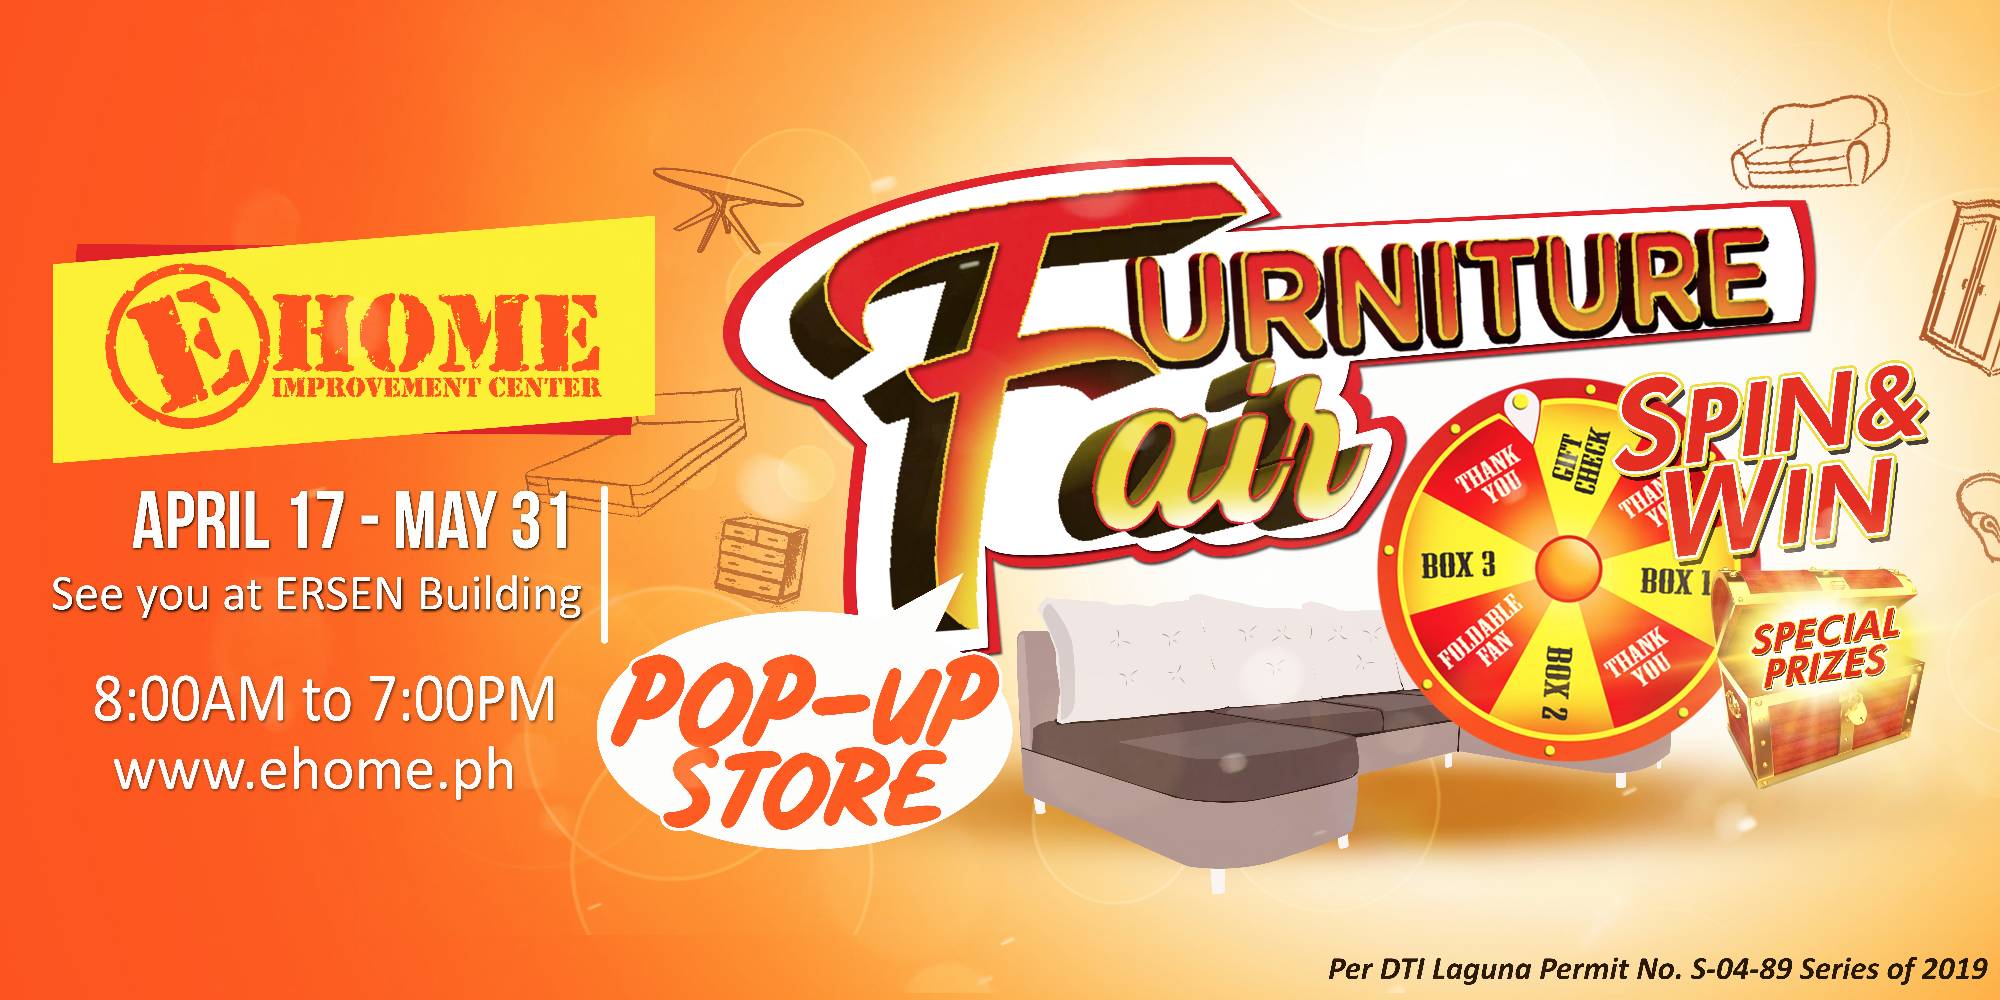 EHOME
IMPROVEMENT CENTER
APRIL 17 - MAY 31
See you at ERSEN Building
8:00AM to 7:00PM
www.ehome.ph
FURNITURE
Fair
POP-UP
STORE
SPIN &
WIN
THANK
YOU
GIFT
CHECK
THANK
YOU
BOX 3
BOX 1
FOLDABLE
FAN
BOX 2
THANK
YOU
SPECIAL
PRIZES
Per DTI Laguna Permit No. S-04-89 Series of 2019